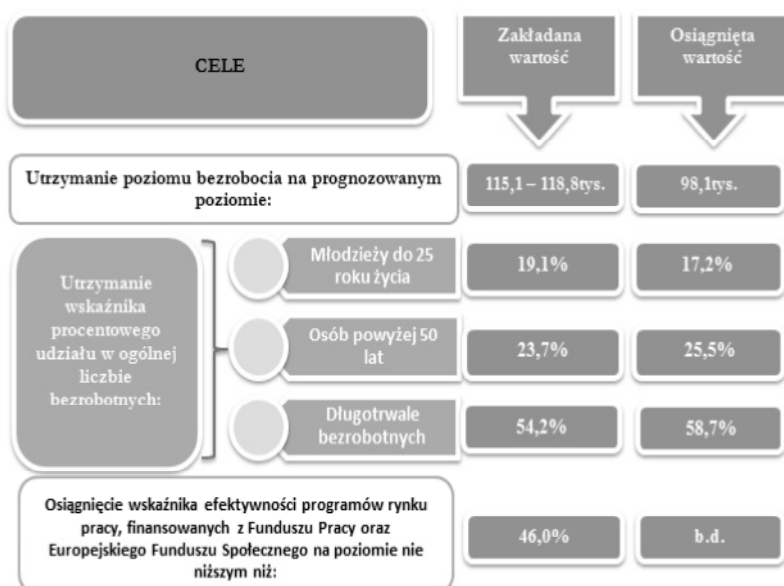 CELE
Zakładana
wartość
Osiągnięta
wartość
Utrzymanie poziomu bezrobocia na prognozowanym
poziomie:
115,1 – 118,8tys.
98,1tys.
Utrzymanie
wskaźnika
procentowego
udziału w ogólnej
liczbie
bezrobotnych:
Młodzieży do 25
roku życia
19,1%
17,2%
Osób powyżej 50
lat
23,7%
25,5%
Długotrwale
bezrobotnych
54,2%
58,7%
Osiągnięcie wskaźnika efektywności programów rynku
pracy, finansowanych z Funduszu Pracy oraz
Europejskiego Funduszu Społecznego na poziomie nie
niższym niż:
46,0%
b.d.